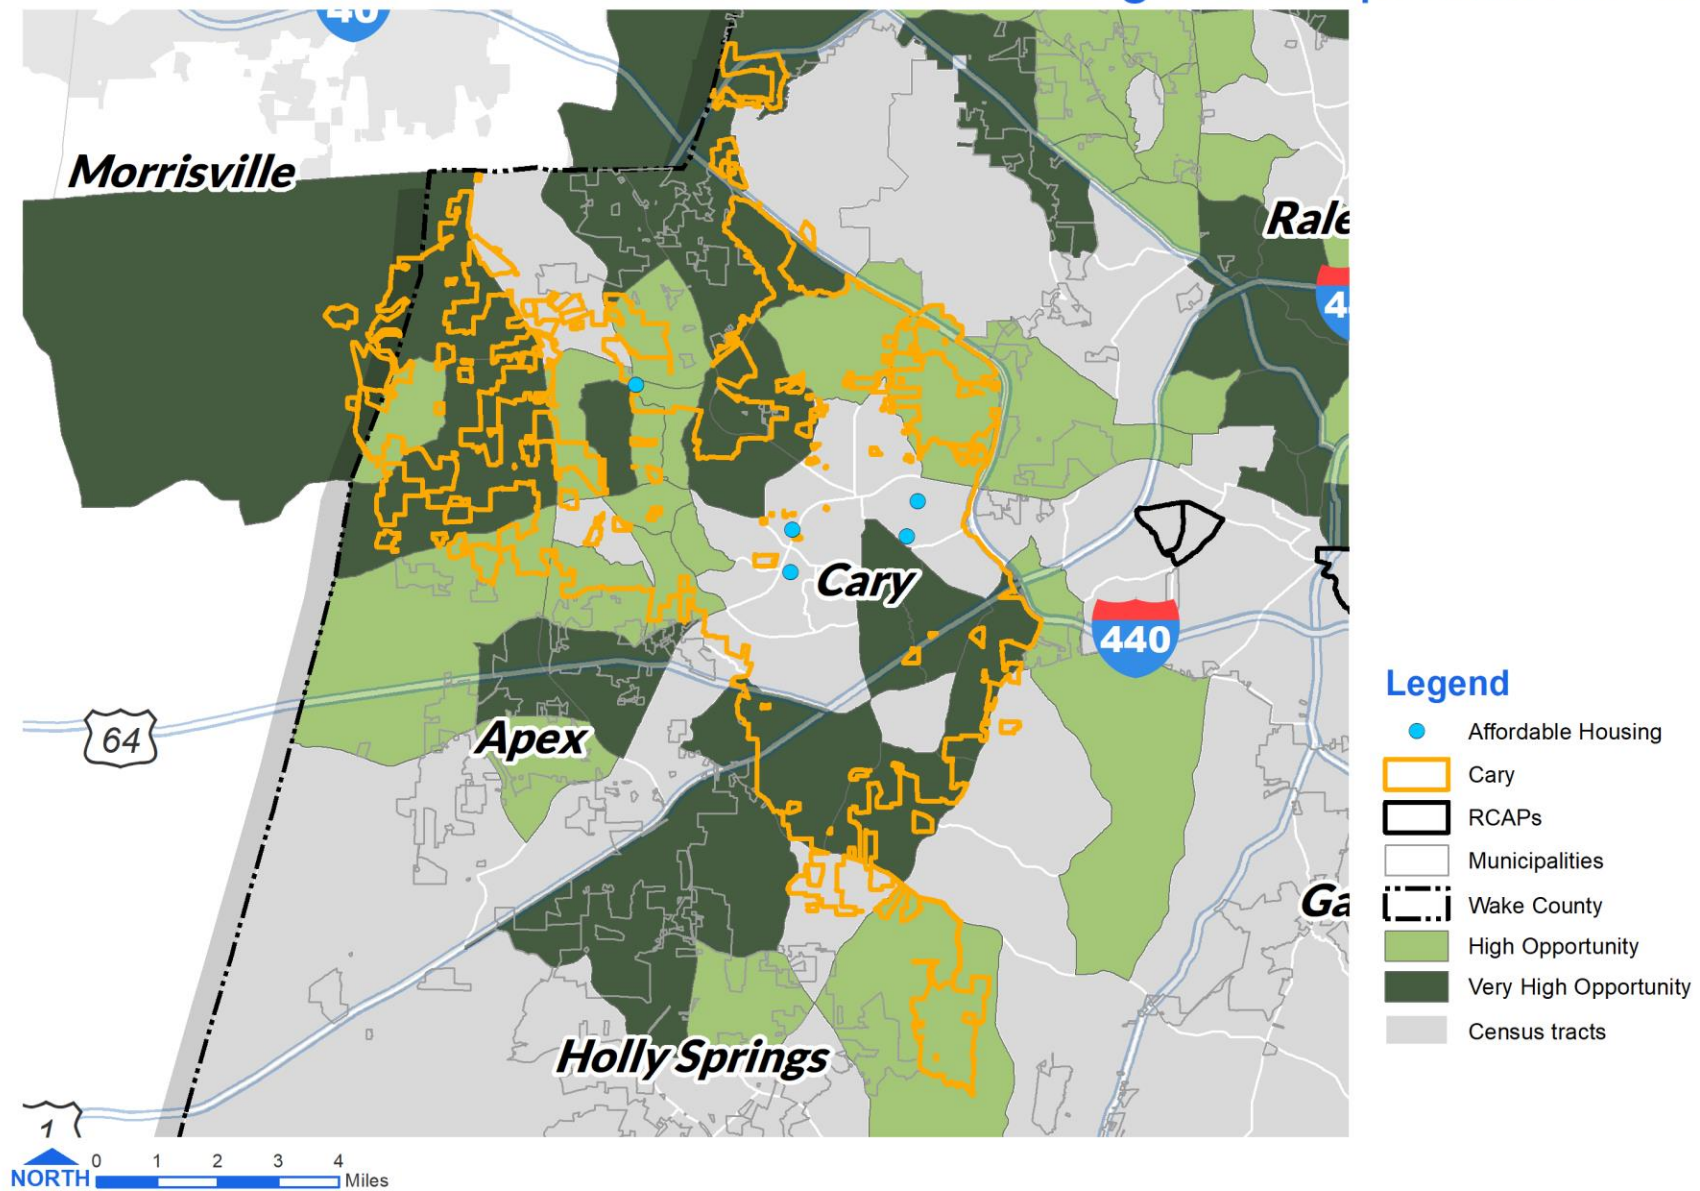 40
Morrisville
Rale
Cary
440
64
Apex
Ga
Holly Springs
1
NORTH
0 1 2 3 4
Miles
Legend
Affordable Housing
Cary
RCAPs
Municipalities
Wake County
High Opportunity
Very High Opportunity
Census tracts